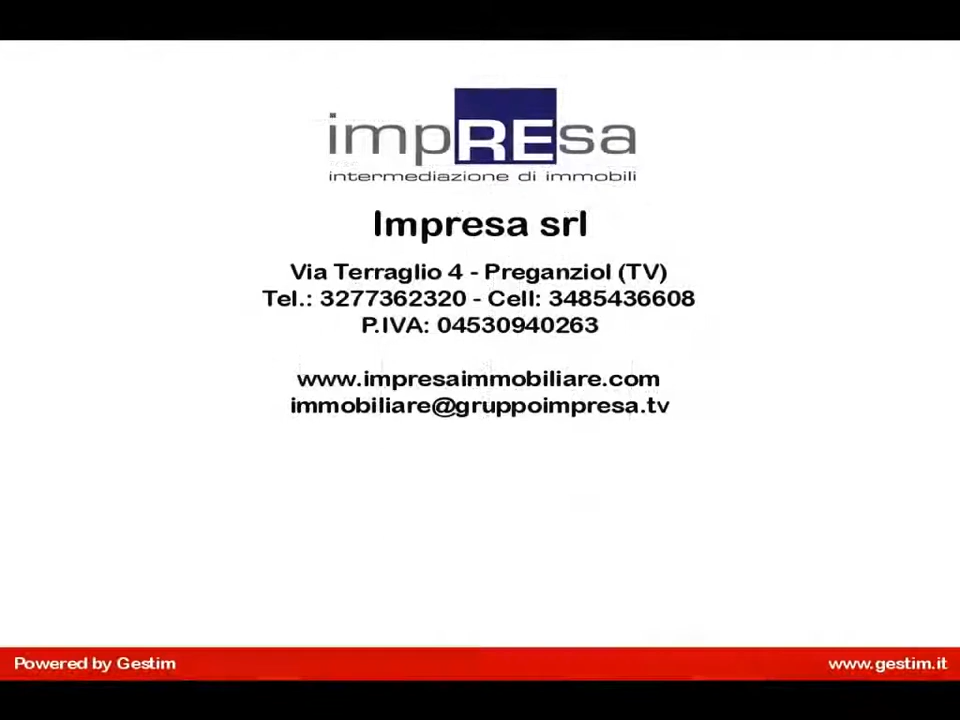 impREsa
intermediazione di immobili
Impresa srl
Via Terraglio 4 - Preganziol (TV)
Tel.: 3277362320 - Cell: 3485436608
P.IVA: 04530940263
www.impresaimmobiliare.com
immobiliare@gruppoimpresa.tv
Powered by Gestim
www.gestim.it